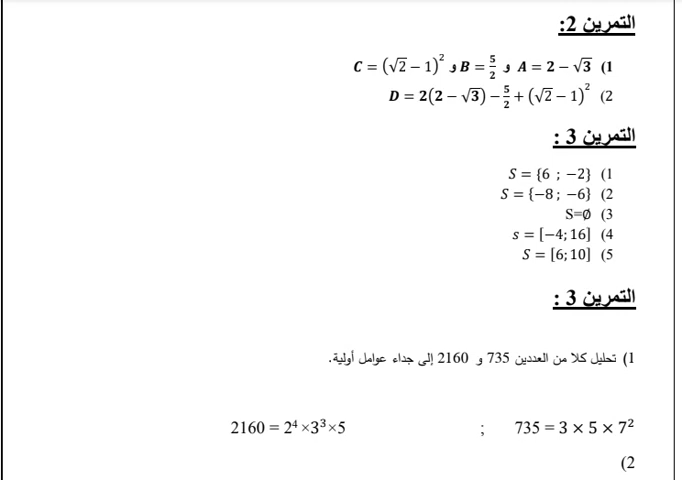 التمرين 2:
1) A = 2 − √3 و B = 5/2 و C = (√2 − 1)²
2) D = 2(2 − √3) − 5/2 + (√2 − 1)²
التمرين 3 :
1) S = {6 ; −2}
2) S = {−8 ; −6}
3) S=∅
4) s = [−4; 16]
5) S = [6; 10]
التمرين 3 :
1) تحليل كلا من العددين 735 و 2160 إلى جداء عوامل أولية.
735 = 3 × 5 × 7² ; 2160 = 2⁴ ×3³×5
2)